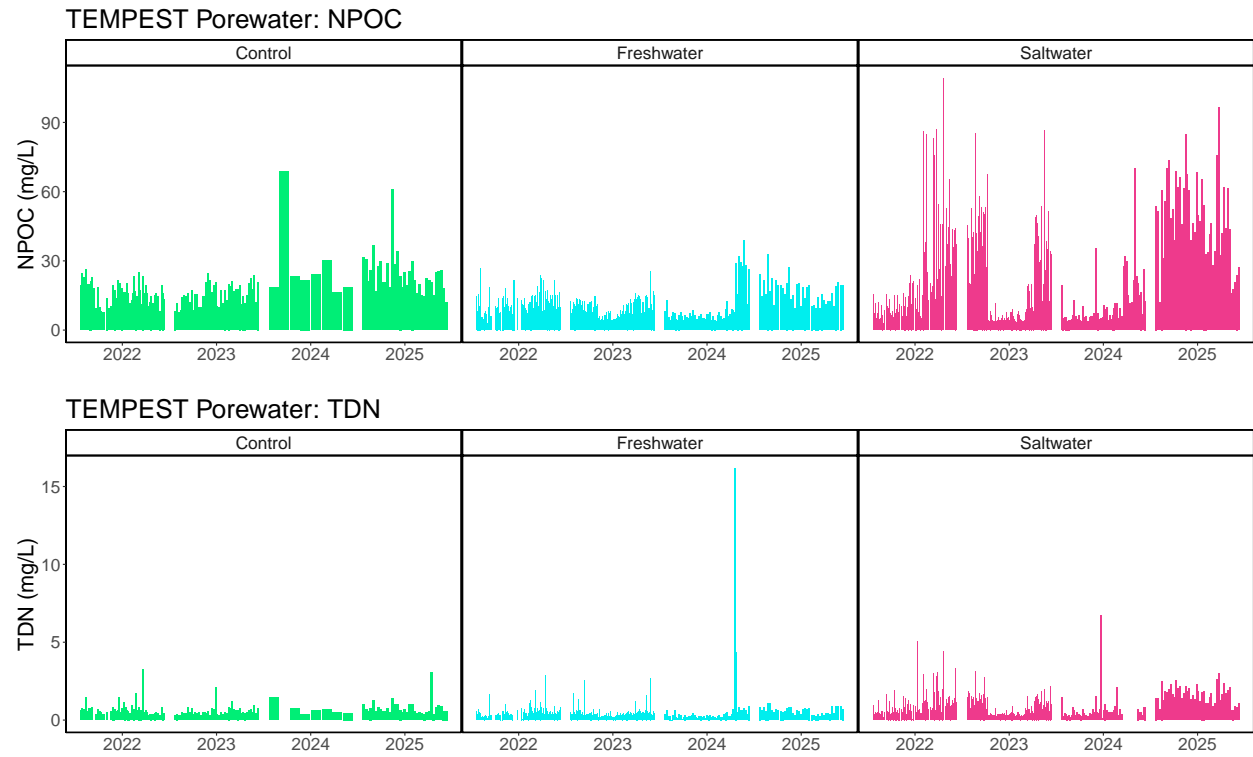 TEMPEST Porewater: NPOC
Control Freshwater Saltwater
NPOC (mg/L)
90
60
30
0
2022 2023 2024 2025 2022 2023 2024 2025 2022 2023 2024 2025
TEMPEST Porewater: TDN
Control Freshwater Saltwater
TDN (mg/L)
15
10
5
0
2022 2023 2024 2025 2022 2023 2024 2025 2022 2023 2024 2025